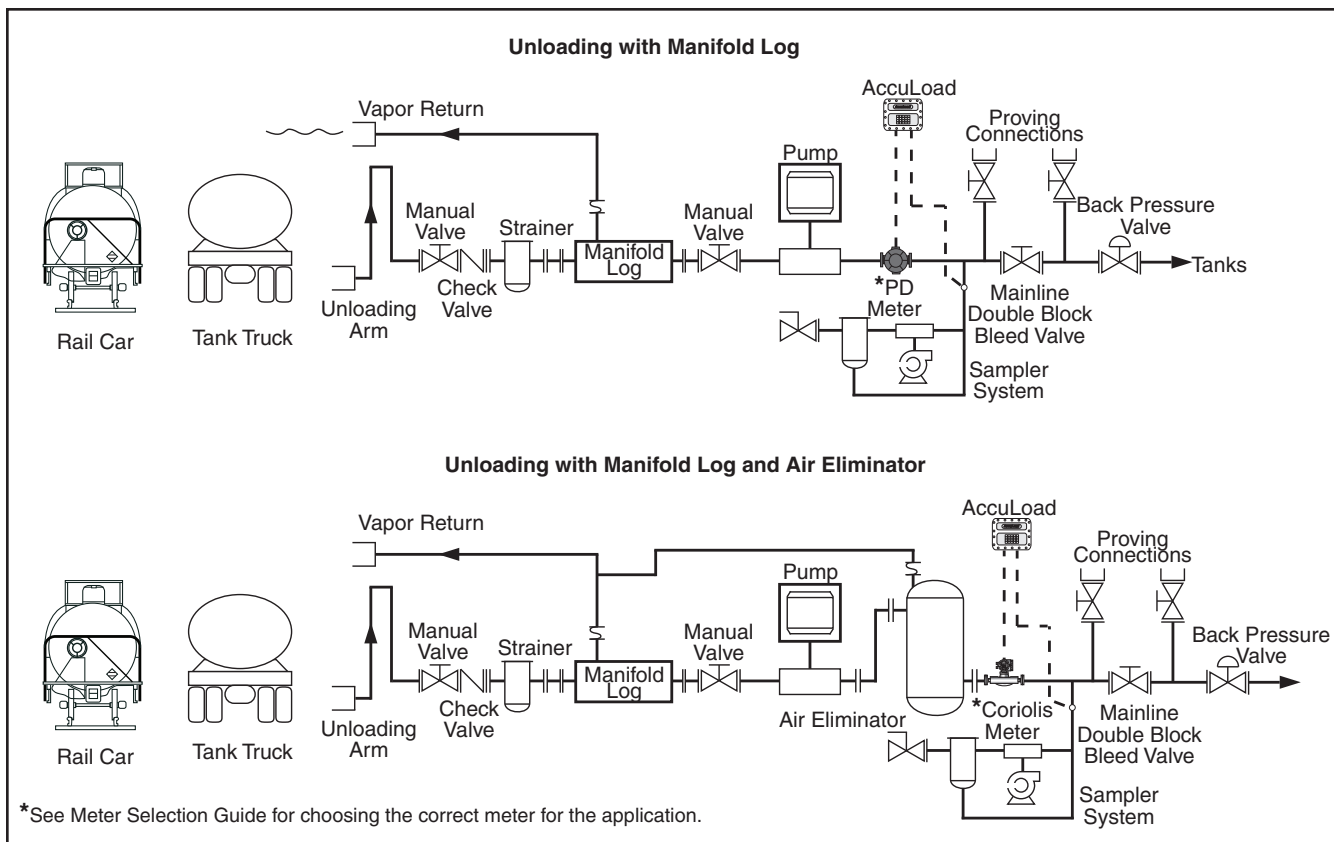 Unloading with Manifold Log
AccuLoad
Vapor Return
Proving
Connections
Pump
Manual
Valve
Strainer
Manual
Valve
Back Pressure
Valve
Manifold
Log
Tanks
Check
Valve
*PD
Meter
Mainline
Double Block
Bleed Valve
Unloading
Arm
Rail Car
Tank Truck
Sampler
System
Unloading with Manifold Log and Air Eliminator
AccuLoad
Vapor Return
Proving
Connections
Pump
Manual
Valve
Strainer
Manual
Valve
Back Pressure
Valve
Manifold
Log
Check
Valve
Air Eliminator
*Coriolis
Meter
Mainline
Double Block
Bleed Valve
Unloading
Arm
Rail Car
Tank Truck
Sampler
System
*See Meter Selection Guide for choosing the correct meter for the application.